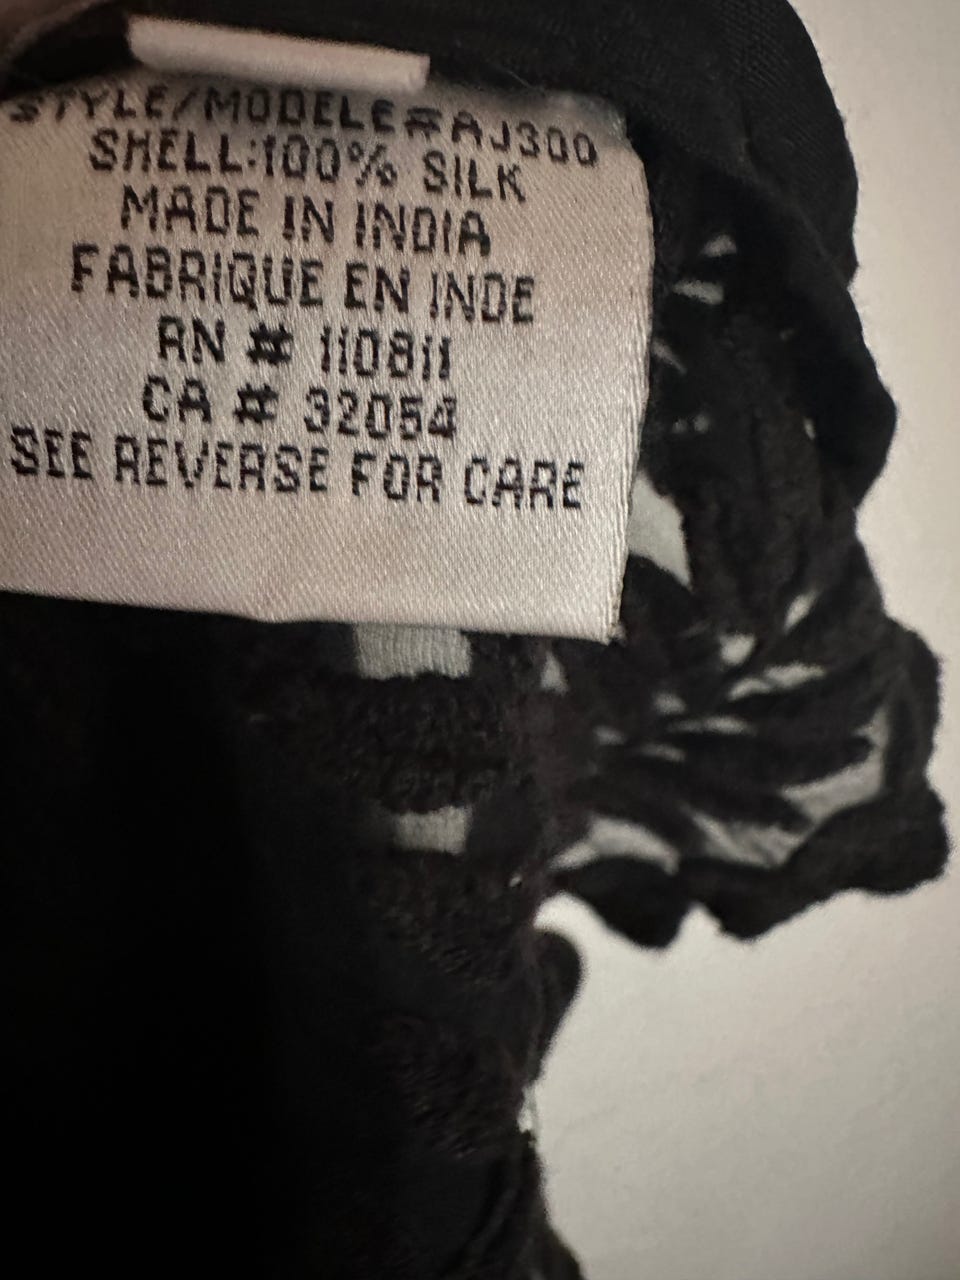 STYLE/MODELE#AJ300
SHELL:100% SILK
MADE IN INDIA
FABRIQUE EN INDE
RN # 110811
CA # 32054
SEE REVERSE FOR CARE